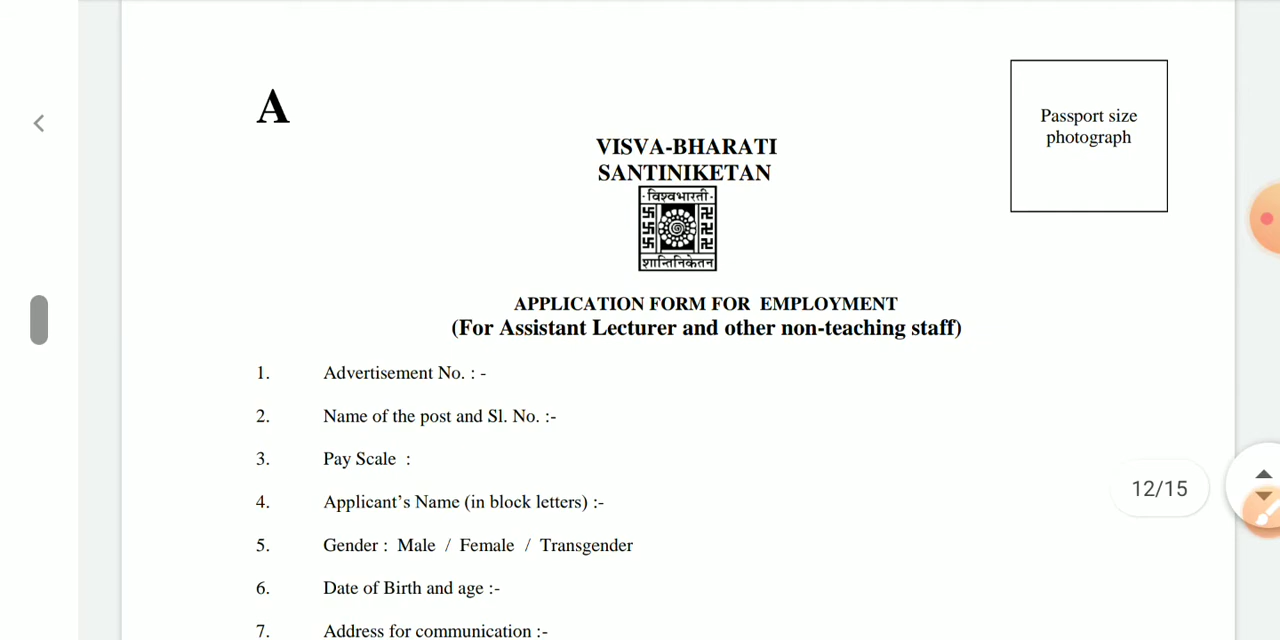 A
Passport size
photograph
VISVA-BHARATI
SANTINIKETAN
विश्वभारती
शान्तिनिकेतन
APPLICATION FORM FOR EMPLOYMENT
(For Assistant Lecturer and other non-teaching staff)
1. Advertisement No. : -
2. Name of the post and Sl. No. :-
3. Pay Scale :
4. Applicant’s Name (in block letters) :-
5. Gender : Male / Female / Transgender
6. Date of Birth and age :-
7. Address for communication :-
12/15